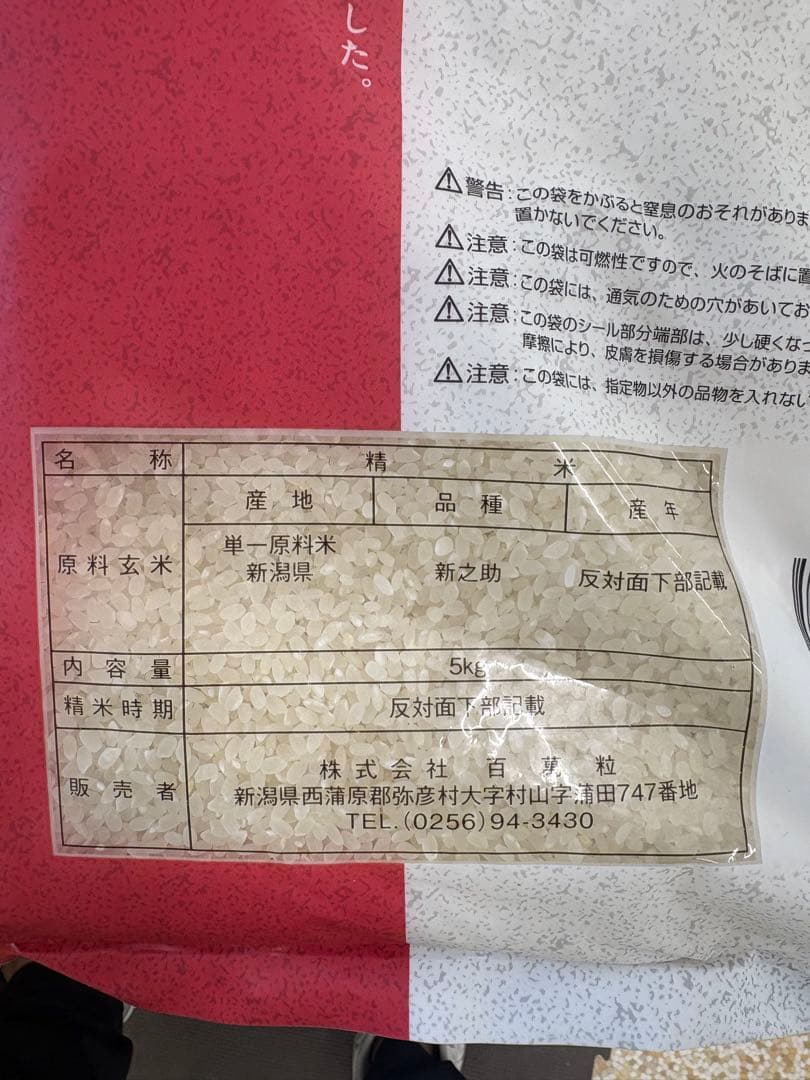 した。
⚠警告：この袋をかぶると窒息のおそれがありま
置かないでください。
⚠注意：この袋は可燃性ですので、火のそばに置
⚠注意：この袋には、通気のための穴があいてお
⚠注意：この袋のシール部分端部は、少し硬くなっ
摩擦により、皮膚を損傷する場合がありま
⚠注意：この袋には、指定物以外の品物を入れない
名称 精米
原料玄米
産地 品種 産年
単一原料米
新潟県 新之助 反対面下部記載
内容量 5kg
精米時期 反対面下部記載
販売者
株式会社 百萬粒
新潟県西蒲原郡弥彦村大字村山字蒲田747番地
TEL.(0256)94-3430